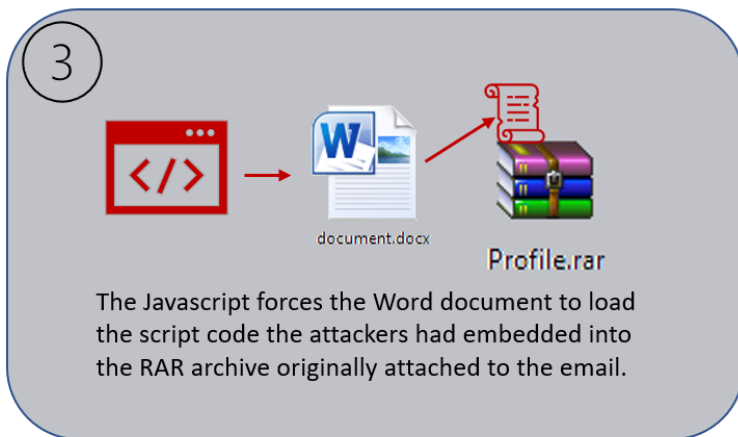 3
W
document.docx
Profile.rar
The Javascript forces the Word document to load
the script code the attackers had embedded into
the RAR archive originally attached to the email.